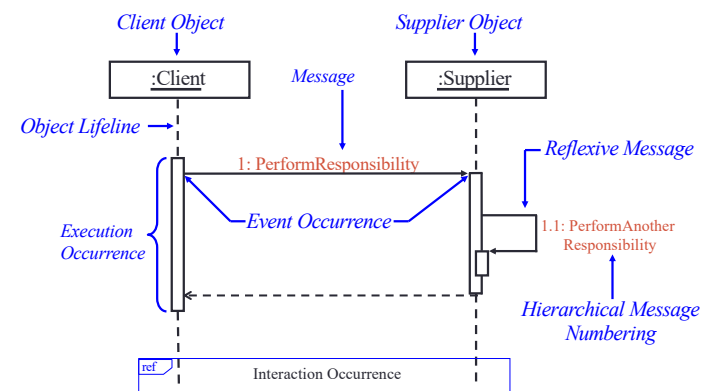 Client Object
Supplier Object
:Client
Message
:Supplier
Object Lifeline
1: PerformResponsibility
Reflexive Message
Event Occurrence
1.1: PerformAnother
Responsibility
Execution
Occurrence
Hierarchical Message
Numbering
ref
Interaction Occurrence